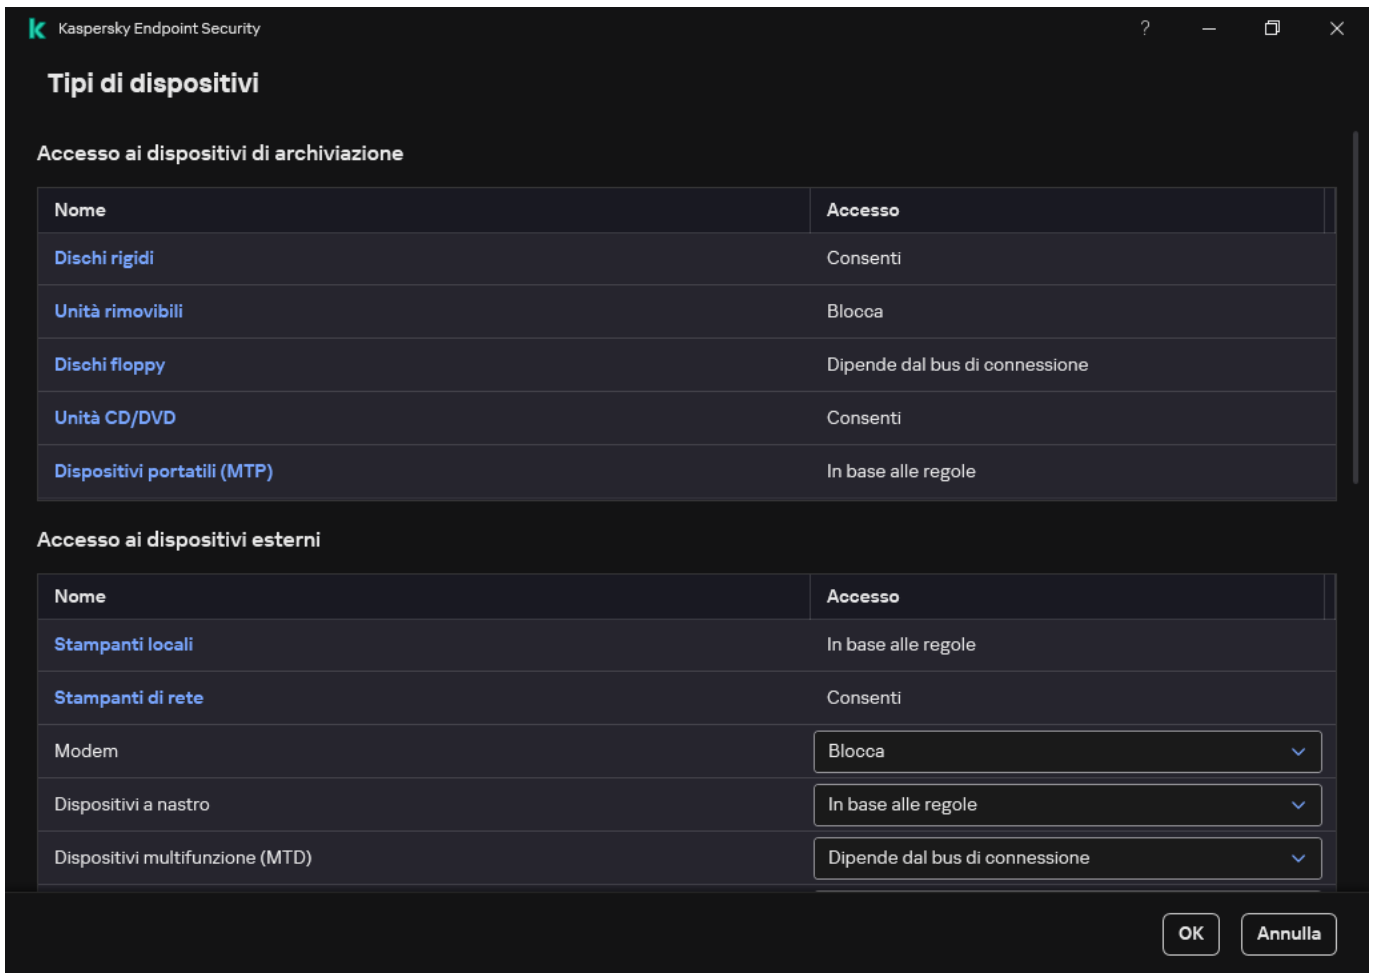 Kaspersky Endpoint Security ?
Tipi di dispositivi
Accesso ai dispositivi di archiviazione
Nome Accesso
Dischi rigidi Consenti
Unità rimovibili Blocca
Dischi floppy Dipende dal bus di connessione
Unità CD/DVD Consenti
Dispositivi portatili (MTP) In base alle regole
Accesso ai dispositivi esterni
Nome Accesso
Stampanti locali In base alle regole
Stampanti di rete Consenti
Modem Blocca
Dispositivi a nastro In base alle regole
Dispositivi multifunzione (MTD) Dipende dal bus di connessione
OK Annulla